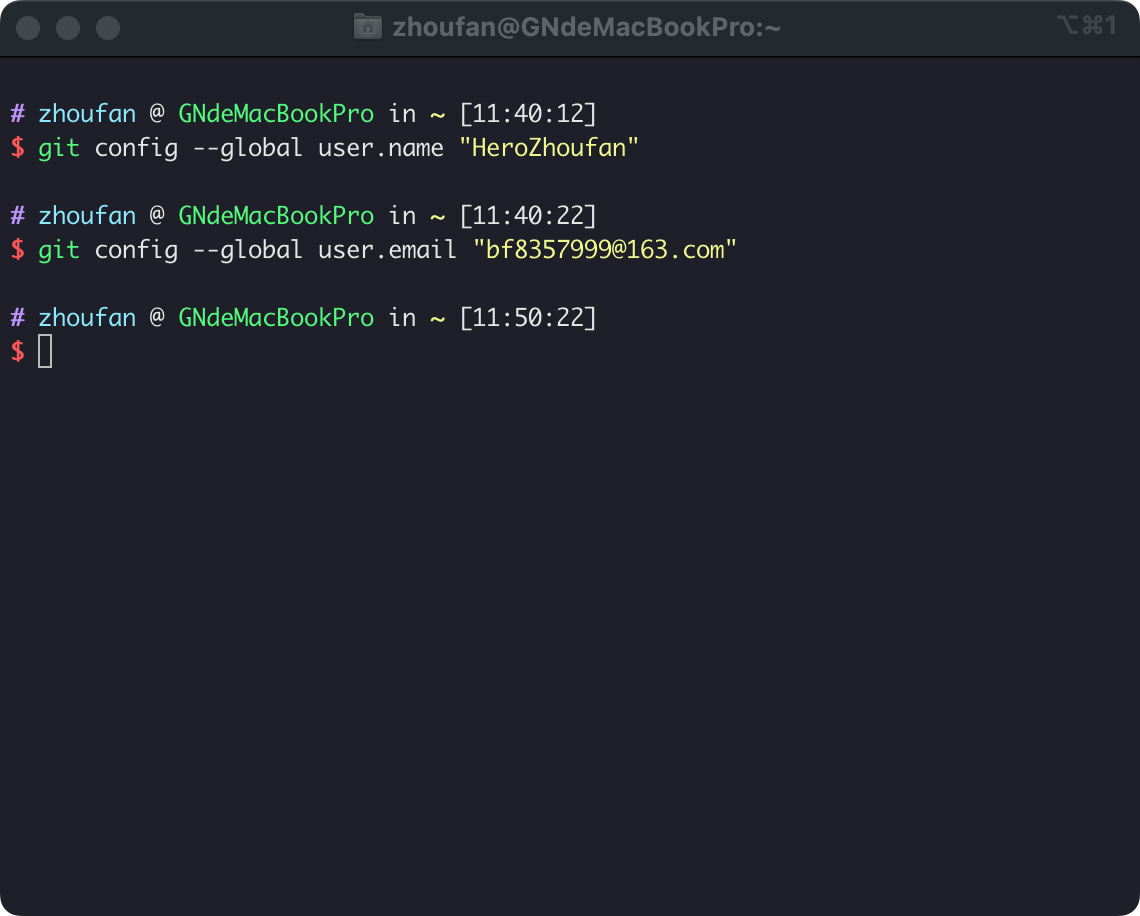 zhoufan@GNdeMacBookPro:~
⌥⌘1
# zhoufan @ GNdeMacBookPro in ~ [11:40:12]
$ git config --global user.name "HeroZhoufan"
# zhoufan @ GNdeMacBookPro in ~ [11:40:22]
$ git config --global user.email "bf8357999@163.com"
# zhoufan @ GNdeMacBookPro in ~ [11:50:22]
$